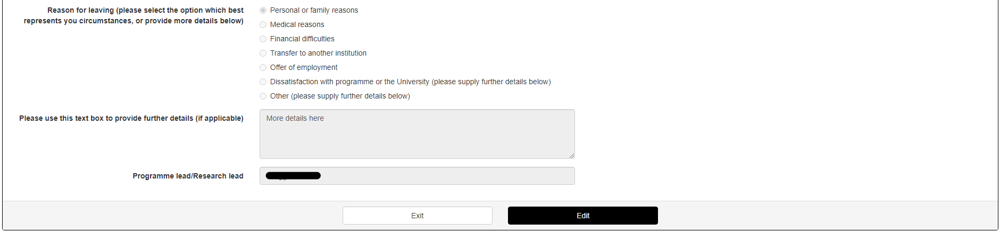 Reason for leaving (please select the option which best
represents you circumstances, or provide more details below)
Personal or family reasons
Medical reasons
Financial difficulties
Transfer to another institution
Offer of employment
Dissatisfaction with programme or the University (please supply further details below)
Other (please supply further details below)
Please use this text box to provide further details (if applicable)
More details here
Programme lead/Research lead
Exit
Edit